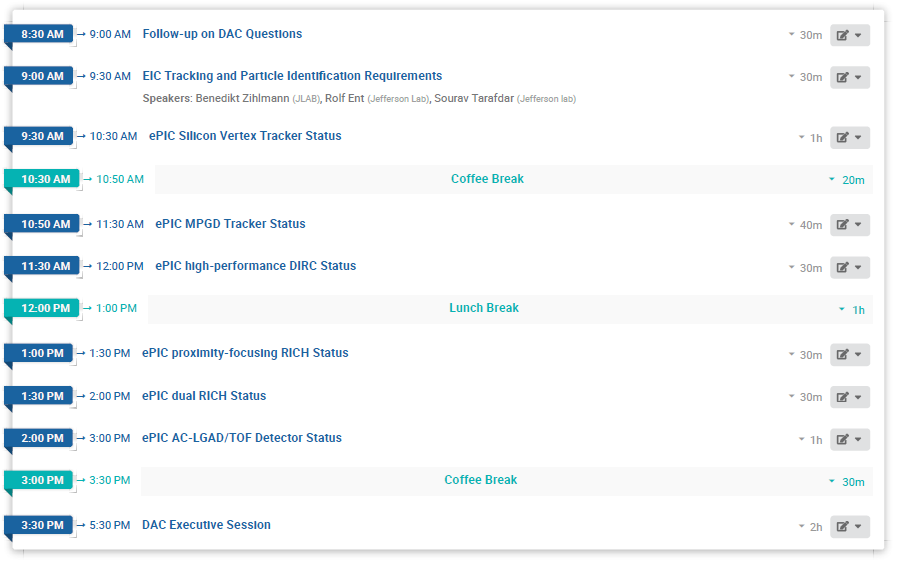 8:30 AM → 9:00 AM Follow-up on DAC Questions 30m
9:00 AM → 9:30 AM EIC Tracking and Particle Identification Requirements 30m
Speakers: Benedikt Zihlmann (JLAB), Rolf Ent (Jefferson Lab), Sourav Tarafdar (Jefferson lab)
9:30 AM → 10:30 AM ePIC Silicon Vertex Tracker Status 1h
10:30 AM → 10:50 AM Coffee Break 20m
10:50 AM → 11:30 AM ePIC MPGD Tracker Status 40m
11:30 AM → 12:00 PM ePIC high-performance DIRC Status 30m
12:00 PM → 1:00 PM Lunch Break 1h
1:00 PM → 1:30 PM ePIC proximity-focusing RICH Status 30m
1:30 PM → 2:00 PM ePIC dual RICH Status 30m
2:00 PM → 3:00 PM ePIC AC-LGAD/TOF Detector Status 1h
3:00 PM → 3:30 PM Coffee Break 30m
3:30 PM → 5:30 PM DAC Executive Session 2h